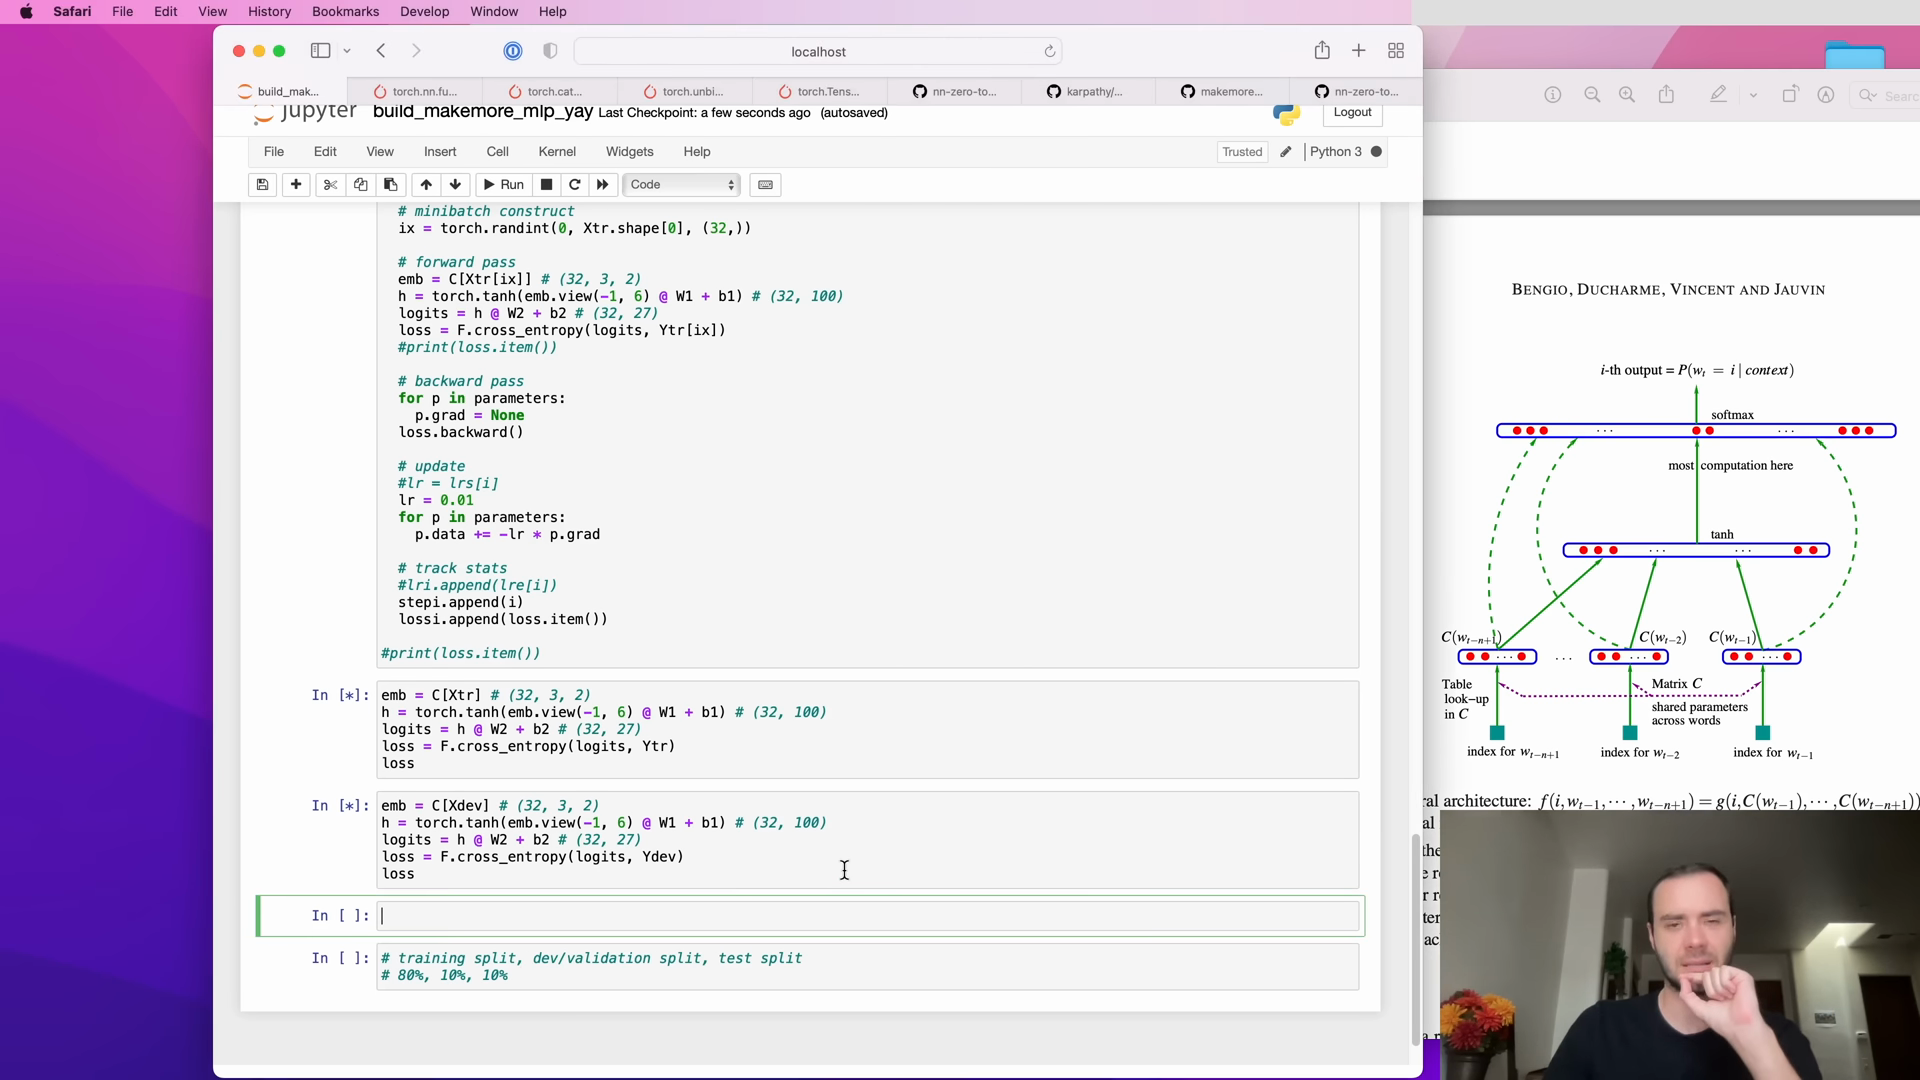 Safari File Edit View History Bookmarks Develop Window Help
localhost
build_mak... torch.nn.fu... torch.cat... torch.unbi... torch.Tens... nn-zero-to... karpathy/... makemore... nn-zero-to...
jupyter build_makemore_mlp_yay Last Checkpoint: a few seconds ago (autosaved) Logout
File Edit View Insert Cell Kernel Widgets Help Trusted Python 3
Run Code
# minibatch construct
ix = torch.randint(0, Xtr.shape[0], (32,))
# forward pass
emb = C[Xtr[ix]] # (32, 3, 2)
h = torch.tanh(emb.view(-1, 6) @ W1 + b1) # (32, 100)
logits = h @ W2 + b2 # (32, 27)
loss = F.cross_entropy(logits, Ytr[ix])
#print(loss.item())
# backward pass
for p in parameters:
p.grad = None
loss.backward()
# update
#lr = lrs[i]
lr = 0.01
for p in parameters:
p.data += -lr * p.grad
# track stats
#lri.append(lre[i])
stepi.append(i)
lossi.append(loss.item())
#print(loss.item())
In [*]: emb = C[Xtr] # (32, 3, 2)
h = torch.tanh(emb.view(-1, 6) @ W1 + b1) # (32, 100)
logits = h @ W2 + b2 # (32, 27)
loss = F.cross_entropy(logits, Ytr)
loss
In [*]: emb = C[Xdev] # (32, 3, 2)
h = torch.tanh(emb.view(-1, 6) @ W1 + b1) # (32, 100)
logits = h @ W2 + b2 # (32, 27)
loss = F.cross_entropy(logits, Ydev)
loss
In [ ]:
In [ ]: # training split, dev/validation split, test split
# 80%, 10%, 10%
Search
BENGIO, DUCHARME, VINCENT AND JAUVIN
i-th output = P(w_t = i | context)
softmax
... ...
most computation here
tanh
... ...
C(w_{t−n+1}) C(w_{t−2}) C(w_{t−1})
... ... ... ...
Table look−up in C
Matrix C
shared parameters across words
index for w_{t−n+1} index for w_{t−2} index for w_{t−1}
ral architecture: f(i,w_{t−1},···,w_{t−n+1}) = g(i,C(w_{t−1}),···,C(w_{t−n+1}))
al
the